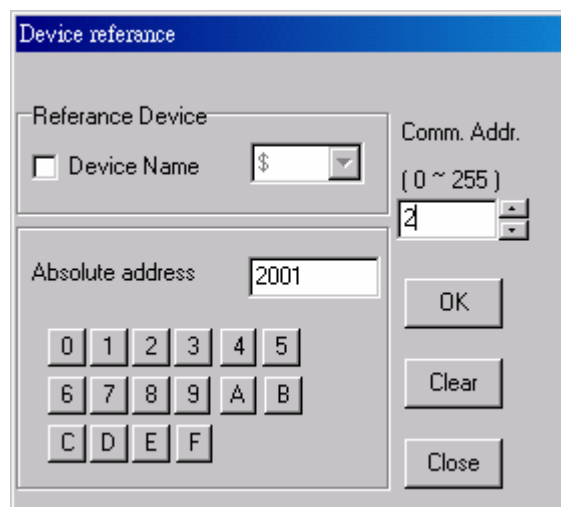 Device referance
Referance Device
Device Name
$
Comm. Addr.
( 0 ~ 255 )
2
Absolute address
2001
0 1 2 3 4 5
6 7 8 9 A B
C D E F
OK
Clear
Close